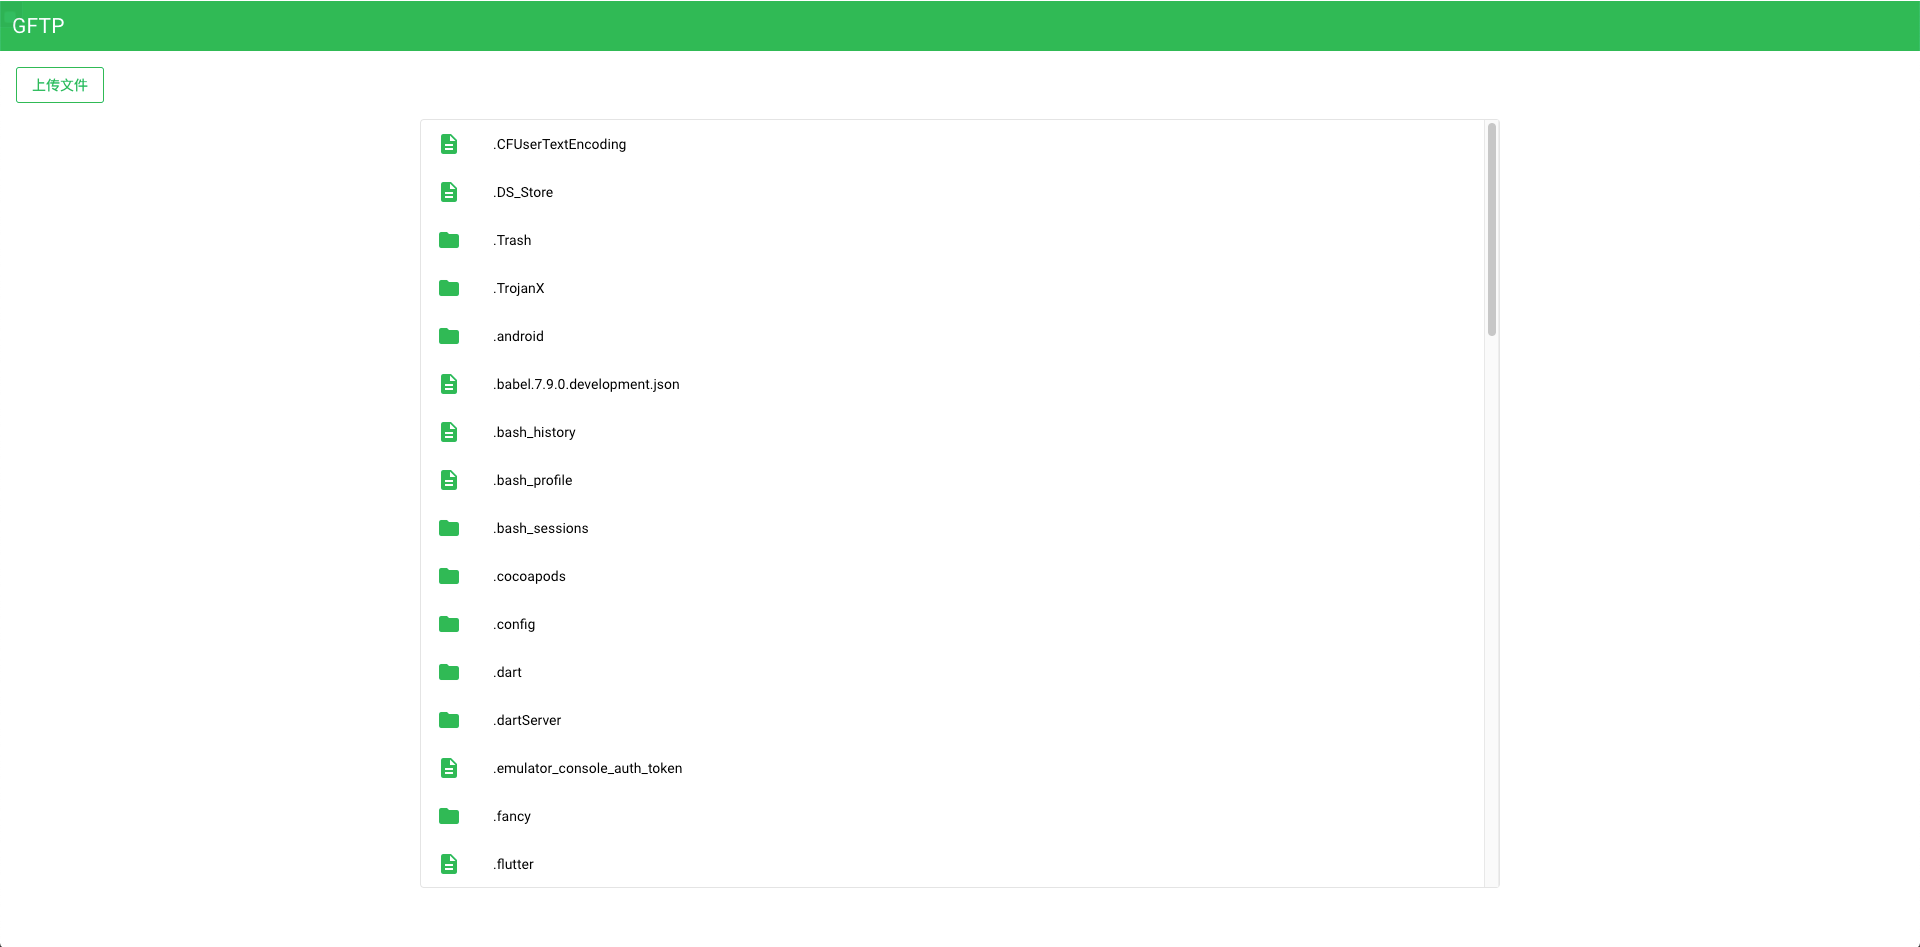 GFTP
上传文件
.CFUserTextEncoding
.DS_Store
.Trash
.TrojanX
.android
.babel.7.9.0.development.json
.bash_history
.bash_profile
.bash_sessions
.cocoapods
.config
.dart
.dartServer
.emulator_console_auth_token
.fancy
.flutter